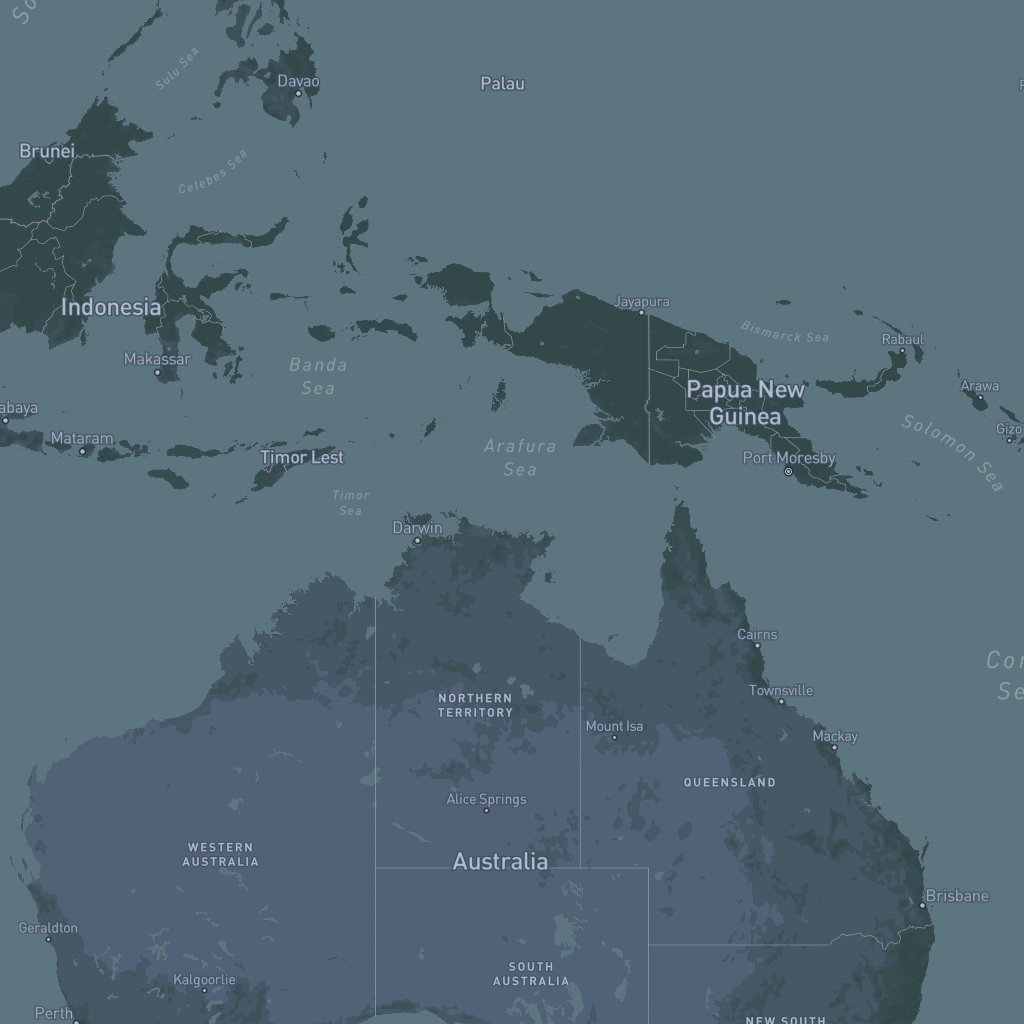 So
Sulu Sea
Davao
Palau
Brunei
Celebes Sea
Indonesia
Jayapura
Bismarck Sea
Rabaul
Makassar
Banda
Sea
Papua New
Guinea
Arawa
abaya
Mataram
Gizo
Solomon Sea
Arafura
Sea
Timor Lest
Port Moresby
Timor
Sea
Darwin
Cairns
Cor
Se
Townsville
NORTHERN
TERRITORY
Mount Isa
Mackay
QUEENSLAND
Alice Springs
WESTERN
AUSTRALIA
Australia
Brisbane
Geraldton
SOUTH
AUSTRALIA
Kalgoorlie
Perth
NEW SOUTH